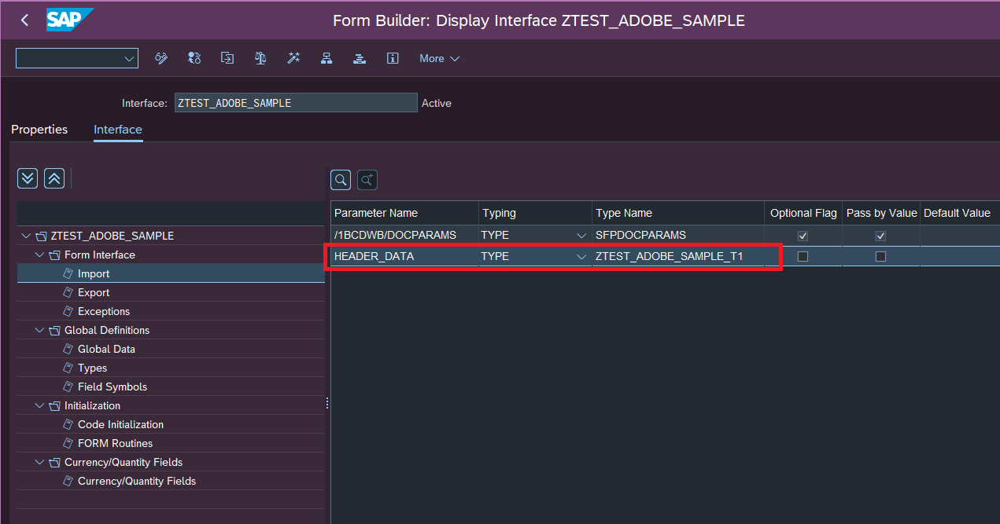 SAP Form Builder: Display Interface ZTEST_ADOBE_SAMPLE
More
Interface: ZTEST_ADOBE_SAMPLE Active
Properties Interface
Parameter Name Typing Type Name Optional Flag Pass by Value Default Value
ZTEST_ADOBE_SAMPLE /1BCDWB/DOCPARAMS TYPE SFPDOCPARAMS
Form Interface HEADER_DATA TYPE ZTEST_ADOBE_SAMPLE_T1
Import
Export
Exceptions
Global Definitions
Global Data
Types
Field Symbols
Initialization
Code Initialization
FORM Routines
Currency/Quantity Fields
Currency/Quantity Fields